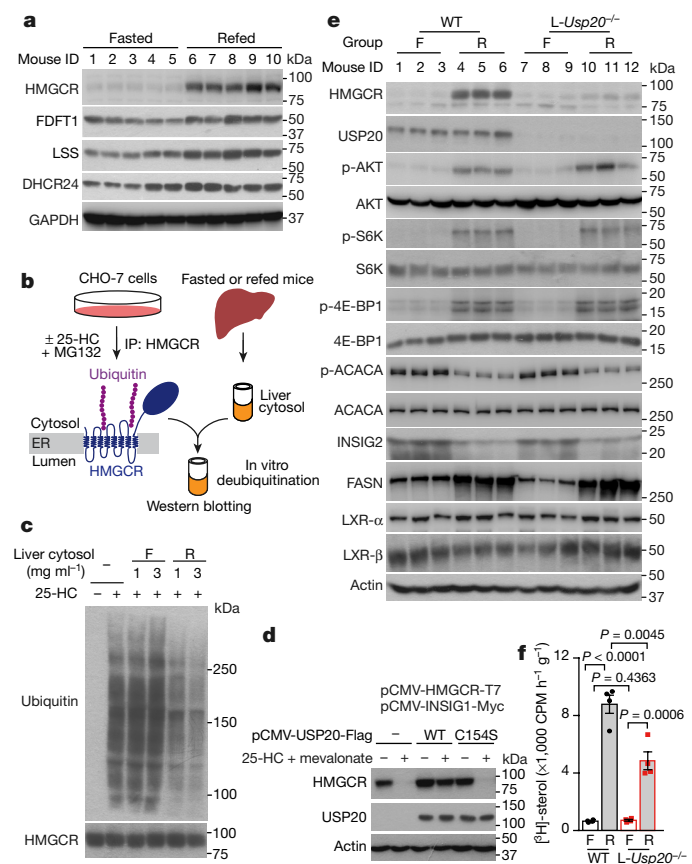 a
Fasted Refed
Mouse ID 1 2 3 4 5 6 7 8 9 10 kDa
HMGCR 100
75
FDFT1 50
37
LSS 75
50
DHCR24 75
50
GAPDH 37
b
CHO-7 cells Fasted or refed mice
± 25-HC
+ MG132 IP: HMGCR
Ubiquitin
Liver
cytosol
Cytosol
ER
Lumen
HMGCR
In vitro
deubiquitination
Western blotting
c
Liver cytosol – F R
(mg ml⁻¹) 1 3 1 3
25-HC – + + + + + kDa
Ubiquitin 250
150
100
HMGCR 100
75
d
pCMV-HMGCR-T7
pCMV-INSIG1-Myc
pCMV-USP20-Flag – WT C154S
25-HC + mevalonate – + – + – + kDa
HMGCR 100
75
USP20 150
100
Actin 50
37
e
WT L-Usp20⁻/⁻
Group F R F R
Mouse ID 1 2 3 4 5 6 7 8 9 10 11 12 kDa
HMGCR 100
75
USP20 150
100
p-AKT 75
50
AKT 75
50
p-S6K 75
50
S6K 75
50
p-4E-BP1 20
15
4E-BP1 20
15
p-ACACA 250
ACACA 250
INSIG2 25
20
FASN 250
LXR-α 50
LXR-β 50
Actin 50
37
f
[³H]-sterol (×1,000 CPM h⁻¹ g⁻¹)
12
8
4
0
P = 0.0045
P < 0.0001
P = 0.4363
P = 0.0006
F R F R
WT L-Usp20⁻/⁻